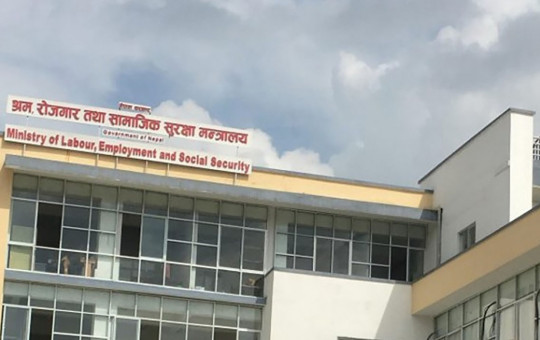 नेपाल सरकार
श्रम, रोजगार तथा सामाजिक सुरक्षा मन्त्रालय
Government of Nepal
Ministry of Labour, Employment and Social Security